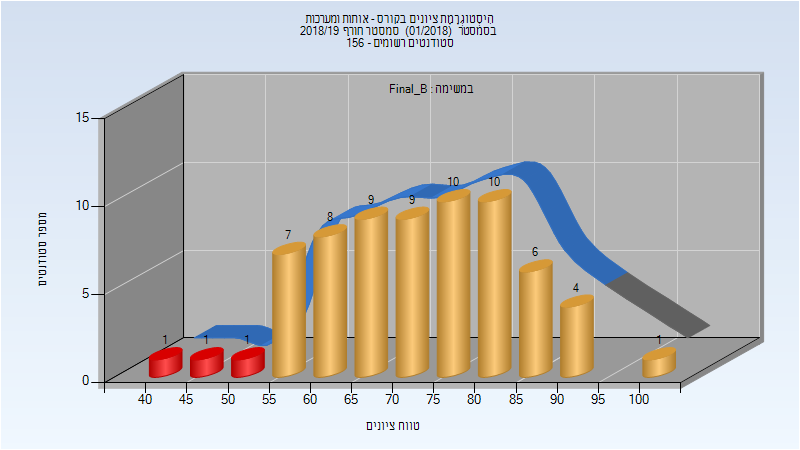 היסטוגרמת ציונים בקורס - אותות ומערכות
בסמסטר (01/2018) סמסטר חורף 2018/19
סטודנטים רשומים - 156
במשימה : Final_B
מספר סטודנטים
15
10
5
0
1 1 1 7 8 9 9 10 10 6 4 1
40 45 50 55 60 65 70 75 80 85 90 95 100
טווח ציונים